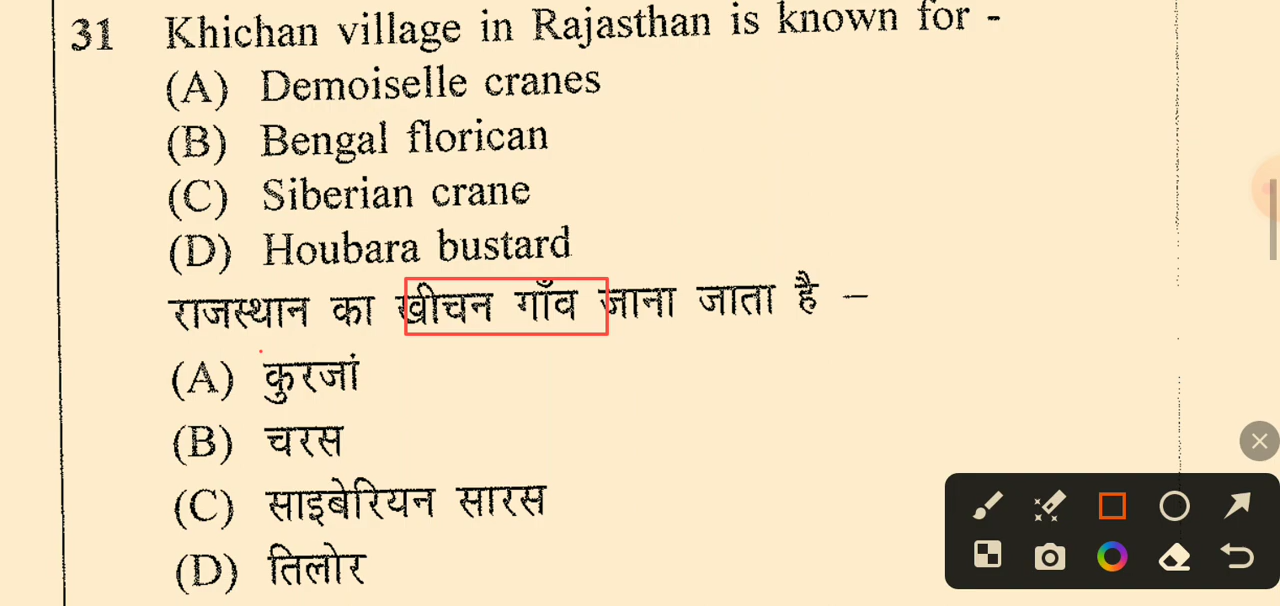 31 Khichan village in Rajasthan is known for -
(A) Demoiselle cranes
(B) Bengal florican
(C) Siberian crane
(D) Houbara bustard
राजस्थान का खीचन गाँव जाना जाता है –
(A) कुरजां
(B) चरस
(C) साइबेरियन सारस
(D) तिलोर